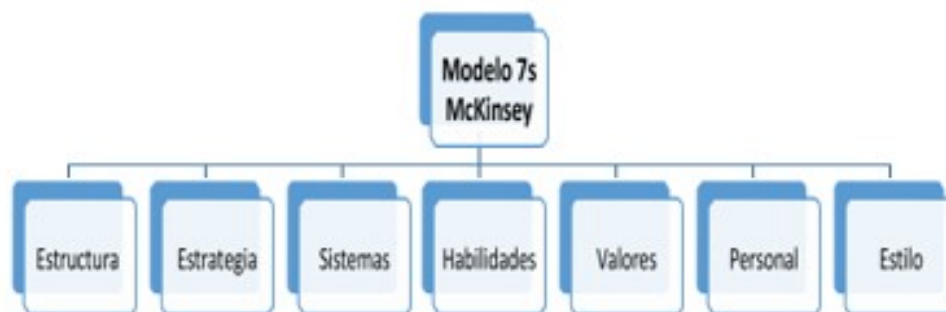 Modelo 7s
McKinsey
Estructura
Estrategia
Sistemas
Habilidades
Valores
Personal
Estilo